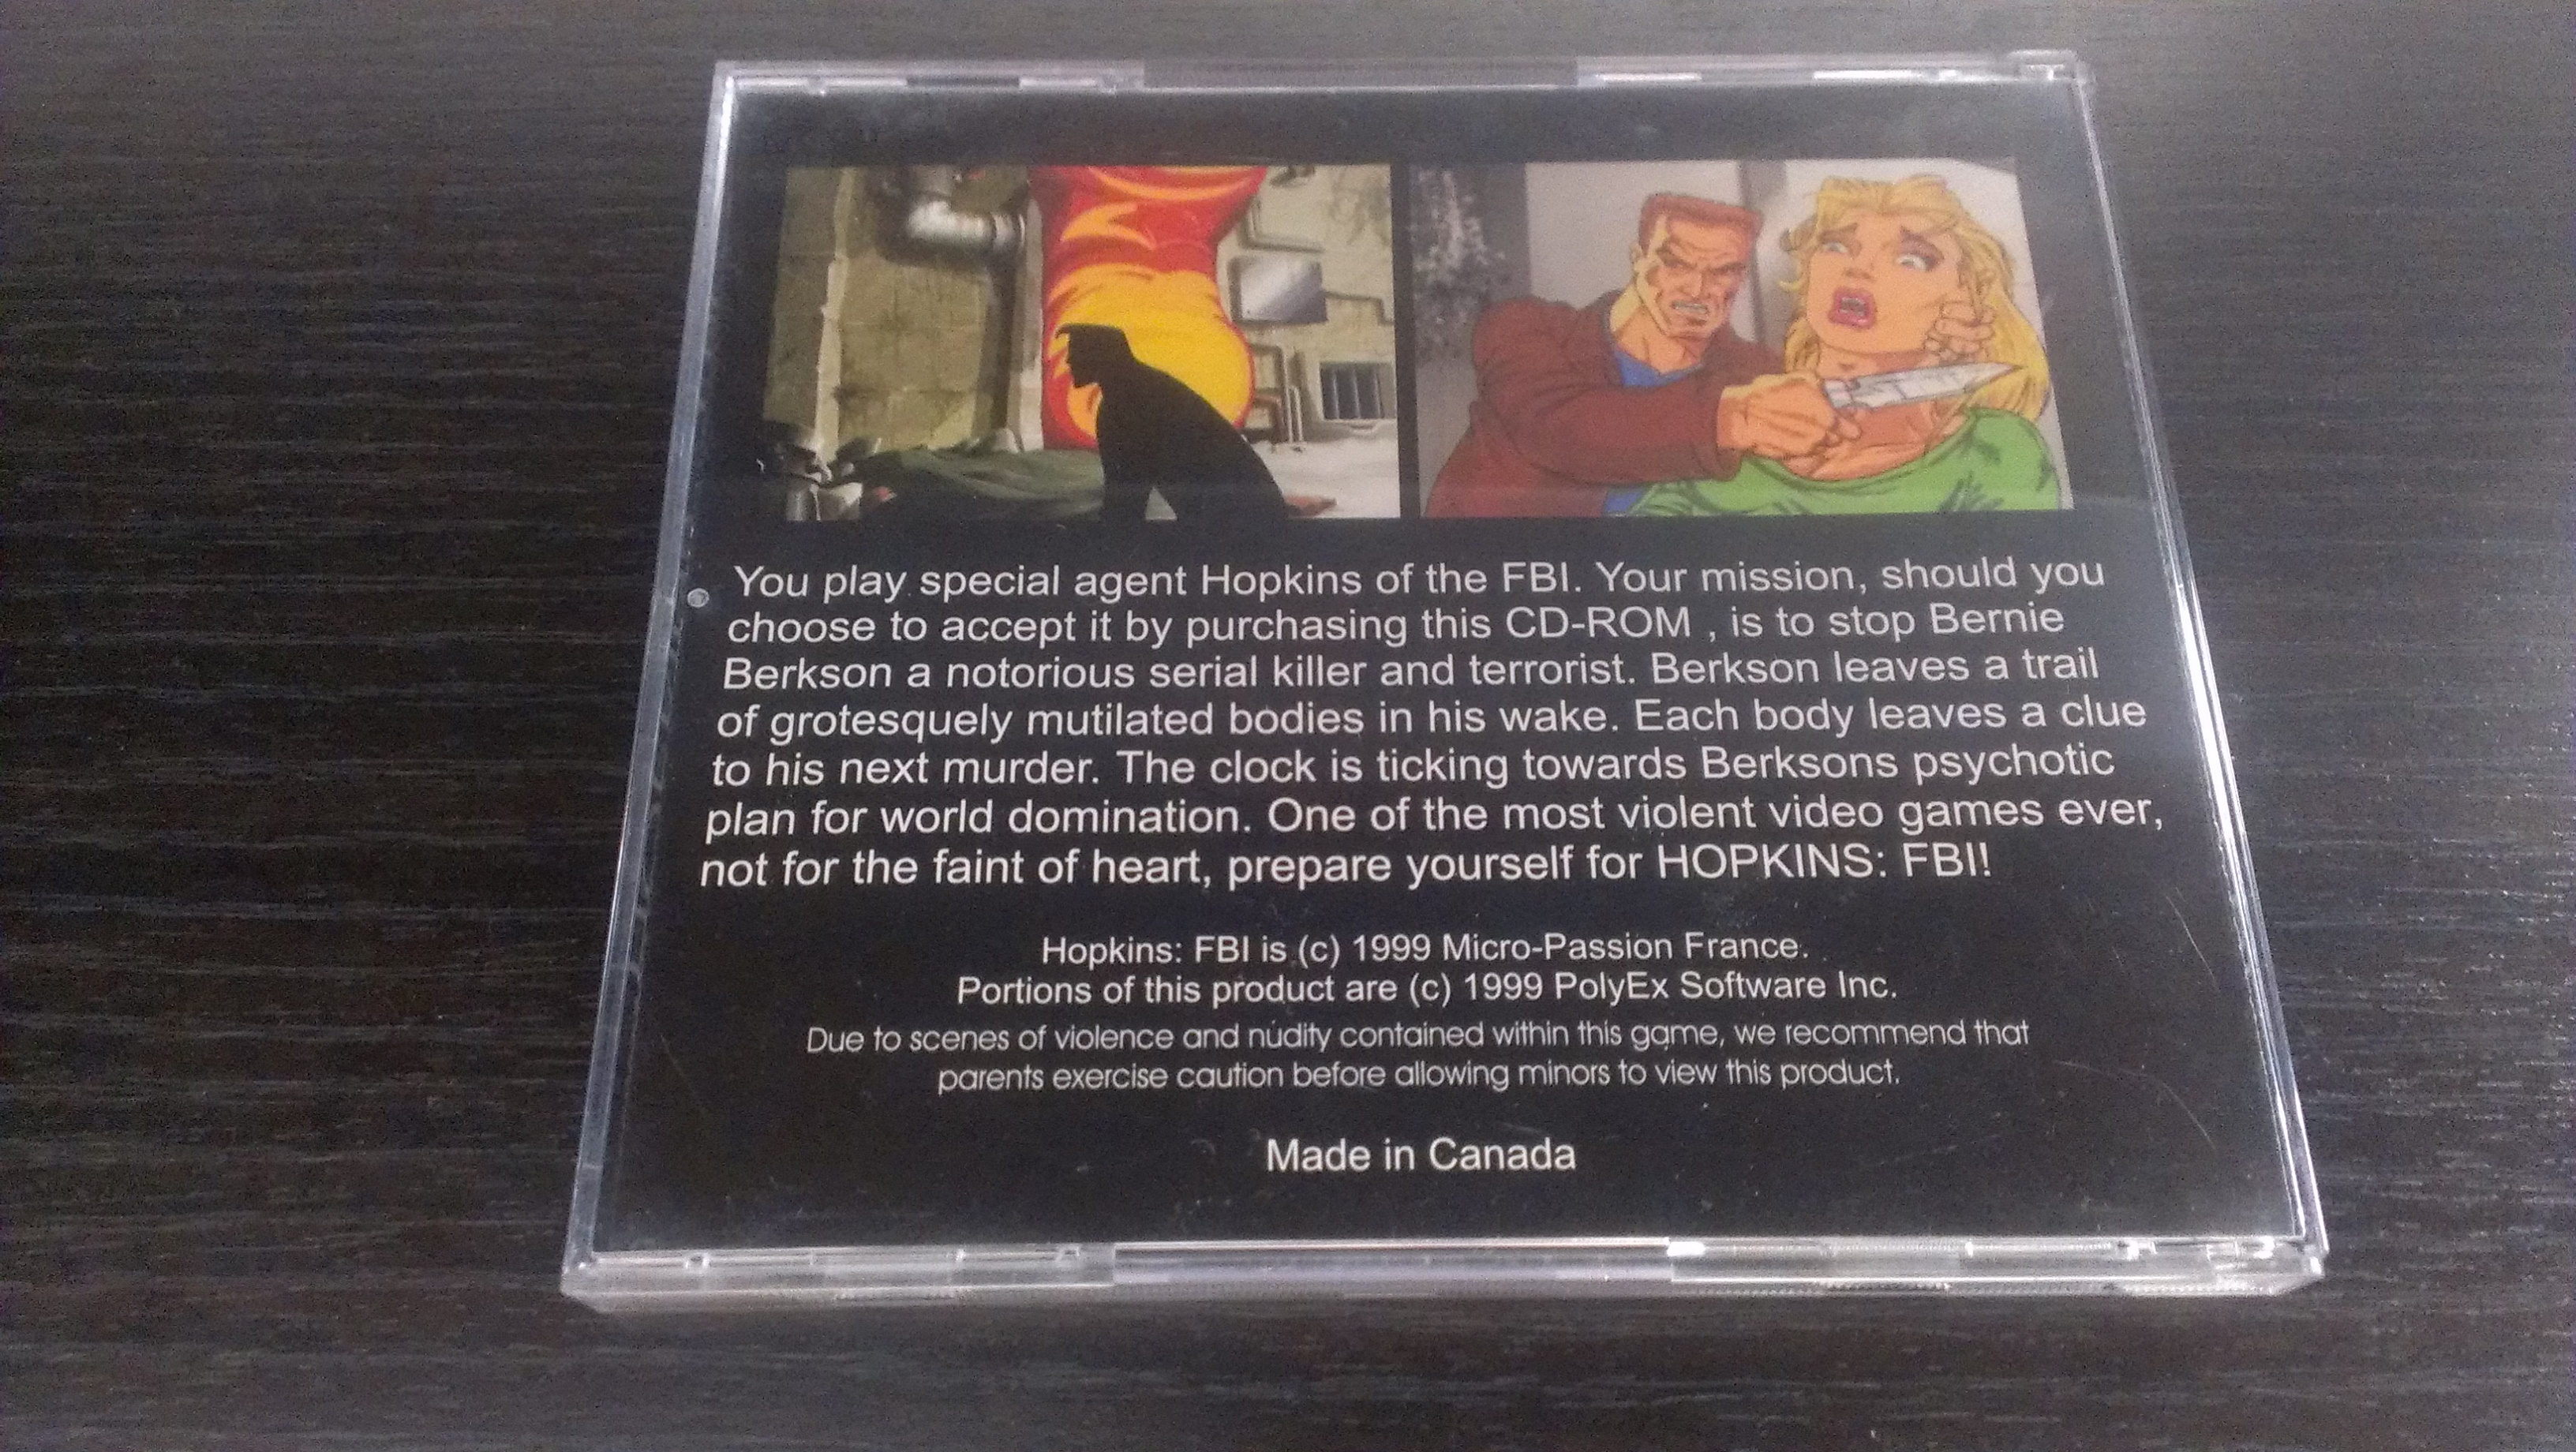 You play special agent Hopkins of the FBI. Your mission, should you
choose to accept it by purchasing this CD-ROM , is to stop Bernie
Berkson a notorious serial killer and terrorist. Berkson leaves a trail
of grotesquely mutilated bodies in his wake. Each body leaves a clue
to his next murder. The clock is ticking towards Berksons psychotic
plan for world domination. One of the most violent video games ever,
not for the faint of heart, prepare yourself for HOPKINS: FBI!
Hopkins: FBI is (c) 1999 Micro-Passion France.
Portions of this product are (c) 1999 PolyEx Software Inc.
Due to scenes of violence and nudity contained within this game, we recommend that
parents exercise caution before allowing minors to view this product.
Made in Canada